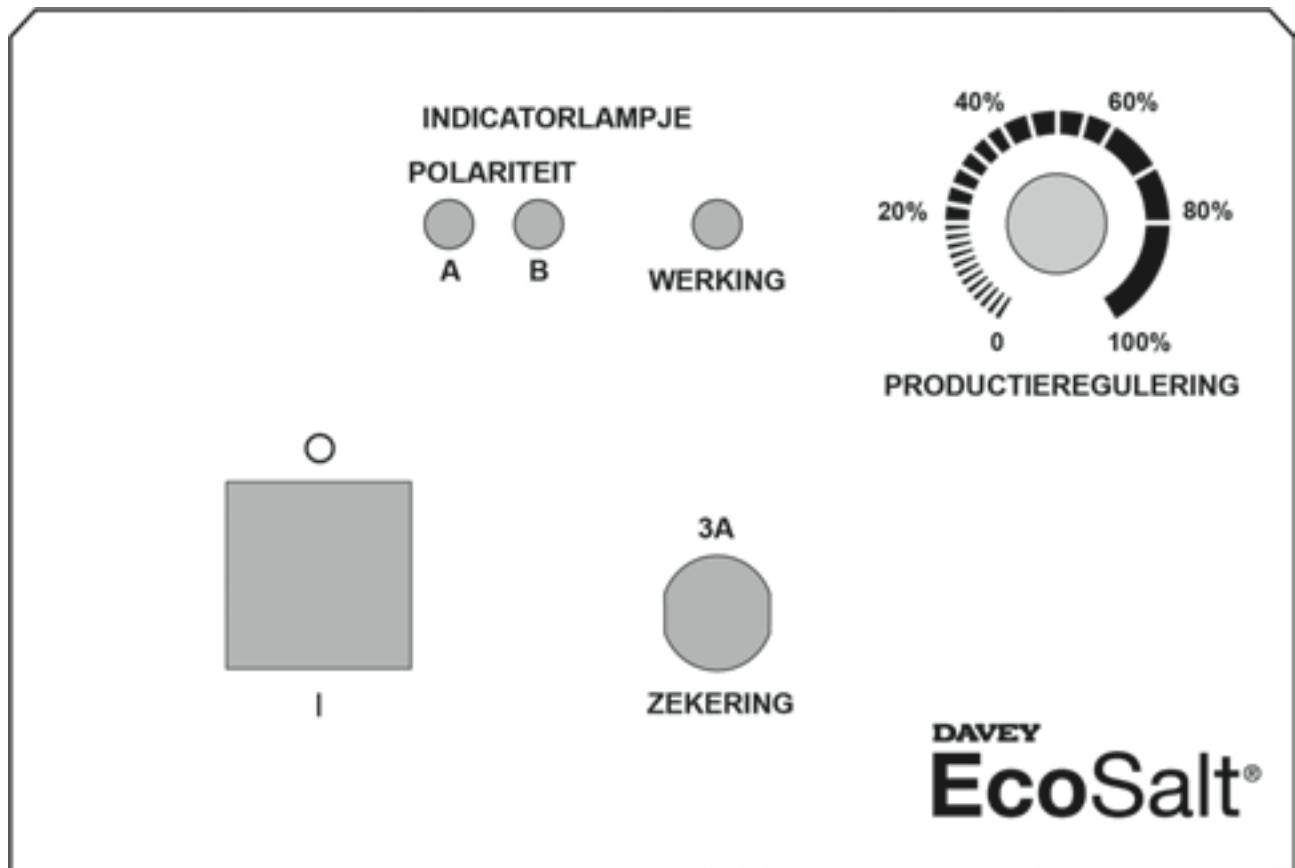 INDICATORLAMPJE
POLARITEIT
A B
WERKING
40% 60%
20% 80%
0 100%
PRODUCTIEREGULERING
O
I
3A
ZEKERING
DAVEY
EcoSalt®